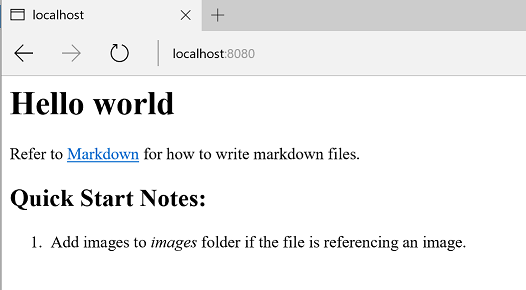 localhost
localhost:8080
Hello world
Refer to Markdown for how to write markdown files.
Quick Start Notes:
1. Add images to images folder if the file is referencing an image.